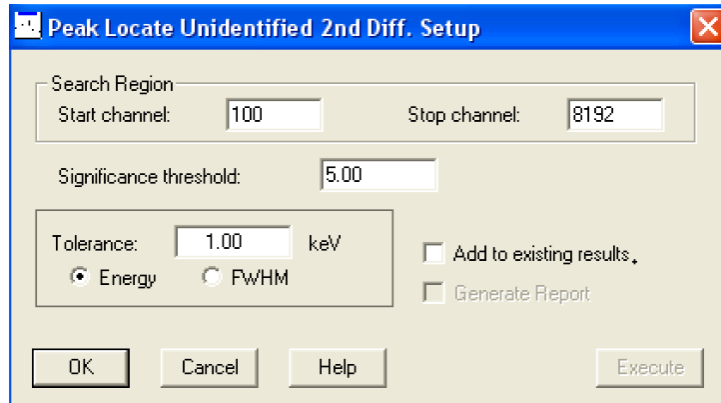 Peak Locate Unidentified 2nd Diff. Setup
Search Region
Start channel: 100 Stop channel: 8192
Significance threshold: 5.00
Tolerance: 1.00 keV
Energy FWHM
Add to existing results.
Generate Report
OK Cancel Help Execute